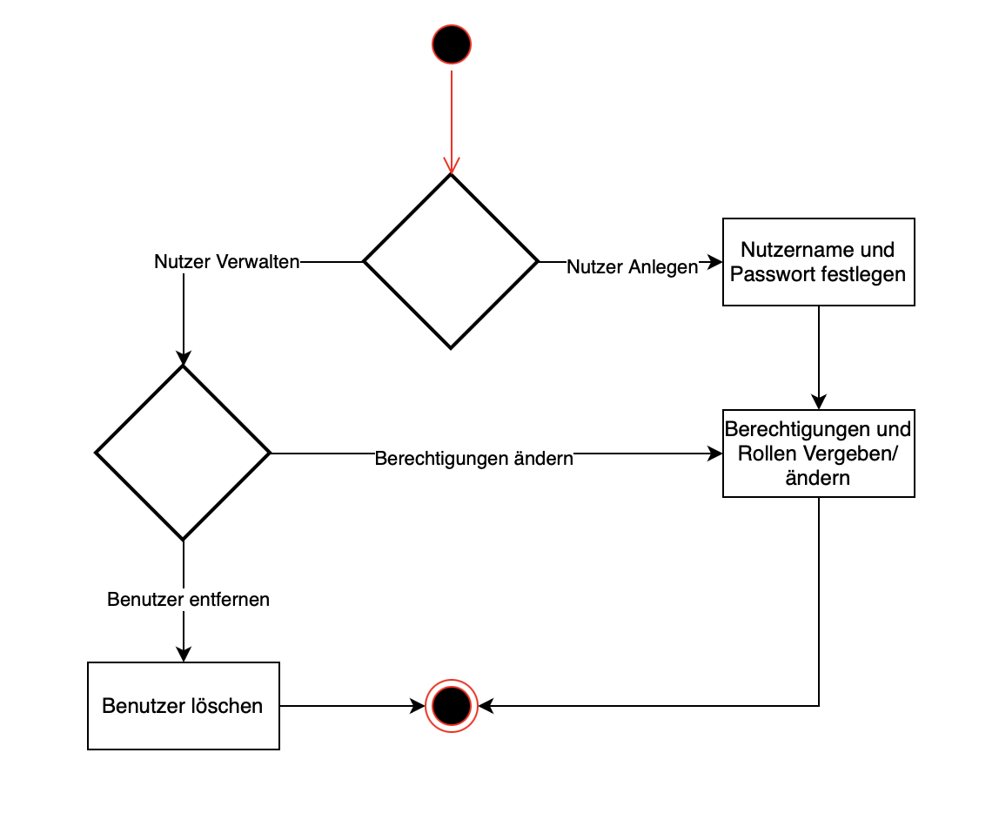 Nutzer Verwalten
Nutzer Anlegen
Nutzername und
Passwort festlegen
Berechtigungen ändern
Berechtigungen und
Rollen Vergeben/
ändern
Benutzer entfernen
Benutzer löschen